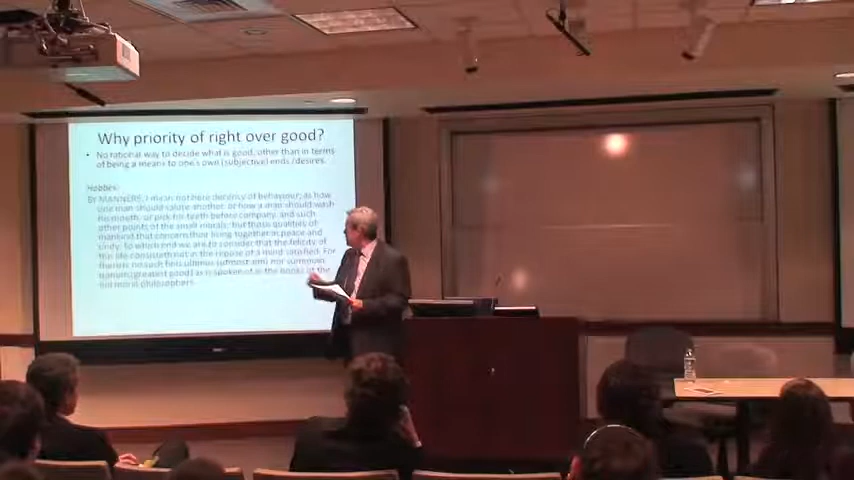 Why priority of right over good?
• No rational way to decide what is good, other than in terms
of being a means to one's own (subjective) ends/desires.
Hobbes:
By MANNERS, I mean not here decency of behaviour; as how
one man should salute another, or how a man should wash
his mouth, or pick his teeth before company, and such
other points of the small morals; but those qualities of
mankind that concern their living together in peace and
unity. To which end we are to consider that the felicity of
this life consisteth not in the repose of a mind satisfied. For
there is no such finis ultimus (utmost aim) nor summum
bonum (greatest good) as is spoken of in the books of the
old moral philosophers.